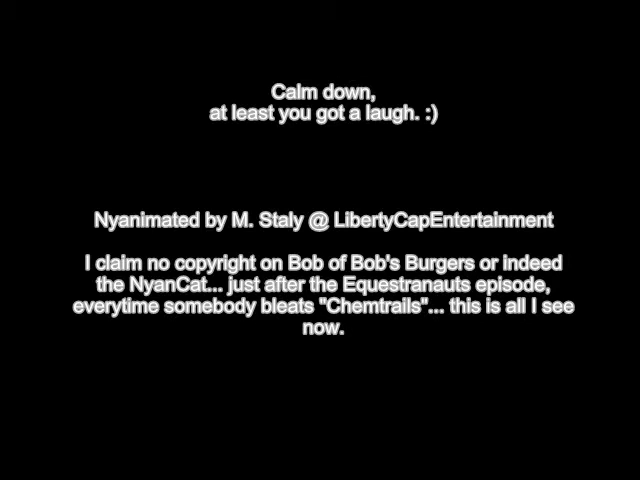 Calm down,
at least you got a laugh. :)
Nyanimated by M. Staly @ LibertyCapEntertainment
I claim no copyright on Bob of Bob's Burgers or indeed
the NyanCat... just after the Equestranauts episode,
everytime somebody bleats "Chemtrails"... this is all I see
now.